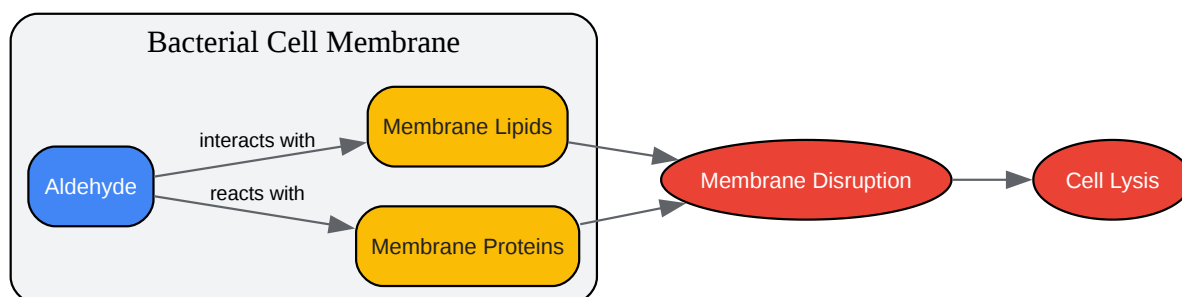 Bacterial Cell Membrane
Aldehyde
interacts with
reacts with
Membrane Lipids
Membrane Proteins
Membrane Disruption
Cell Lysis